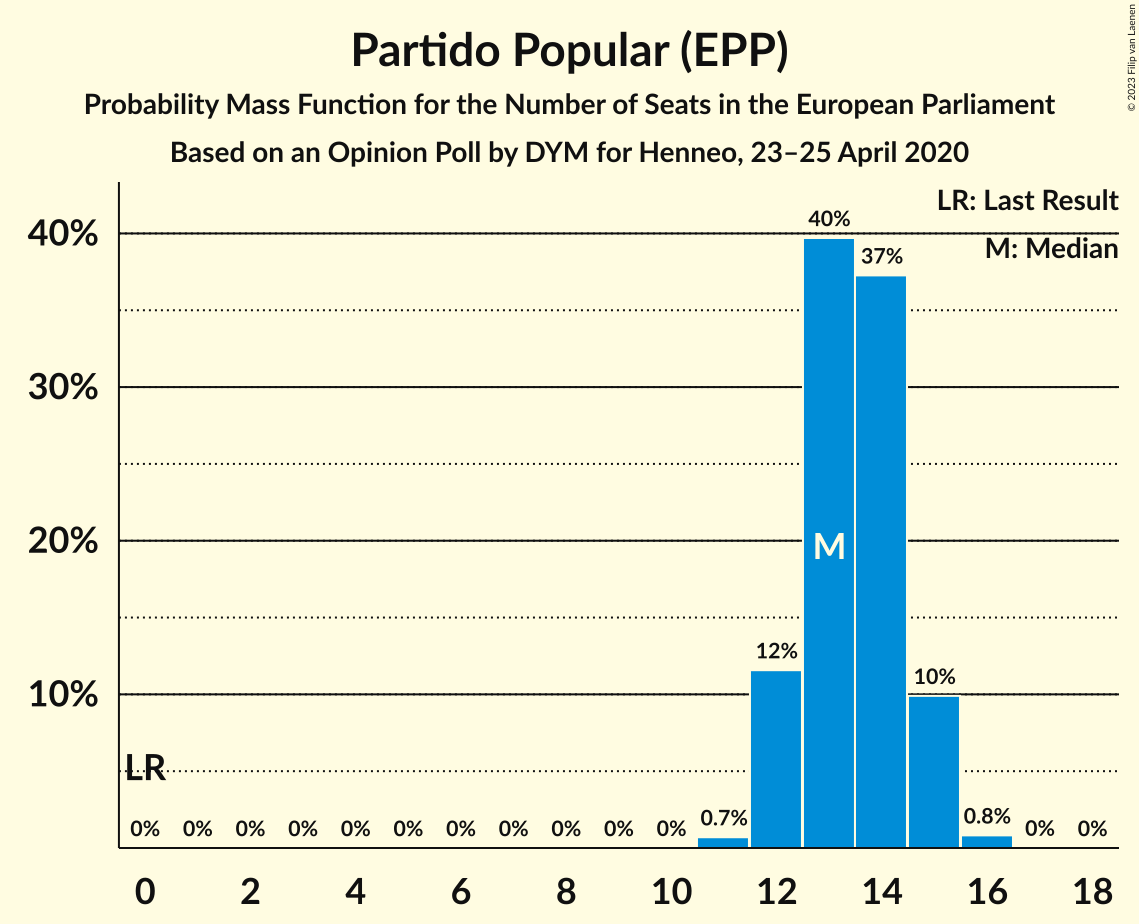 Partido Popular (EPP)
Probability Mass Function for the Number of Seats in the European Parliament
Based on an Opinion Poll by DYM for Henneo, 23–25 April 2020
© 2023 Filip van Laenen
LR: Last Result
M: Median
40%
30%
20%
10%
40%
37%
M
12%
10%
LR
0% 0% 0% 0% 0% 0% 0% 0% 0% 0% 0% 0.7% 0.8% 0% 0%
0 2 4 6 8 10 12 14 16 18